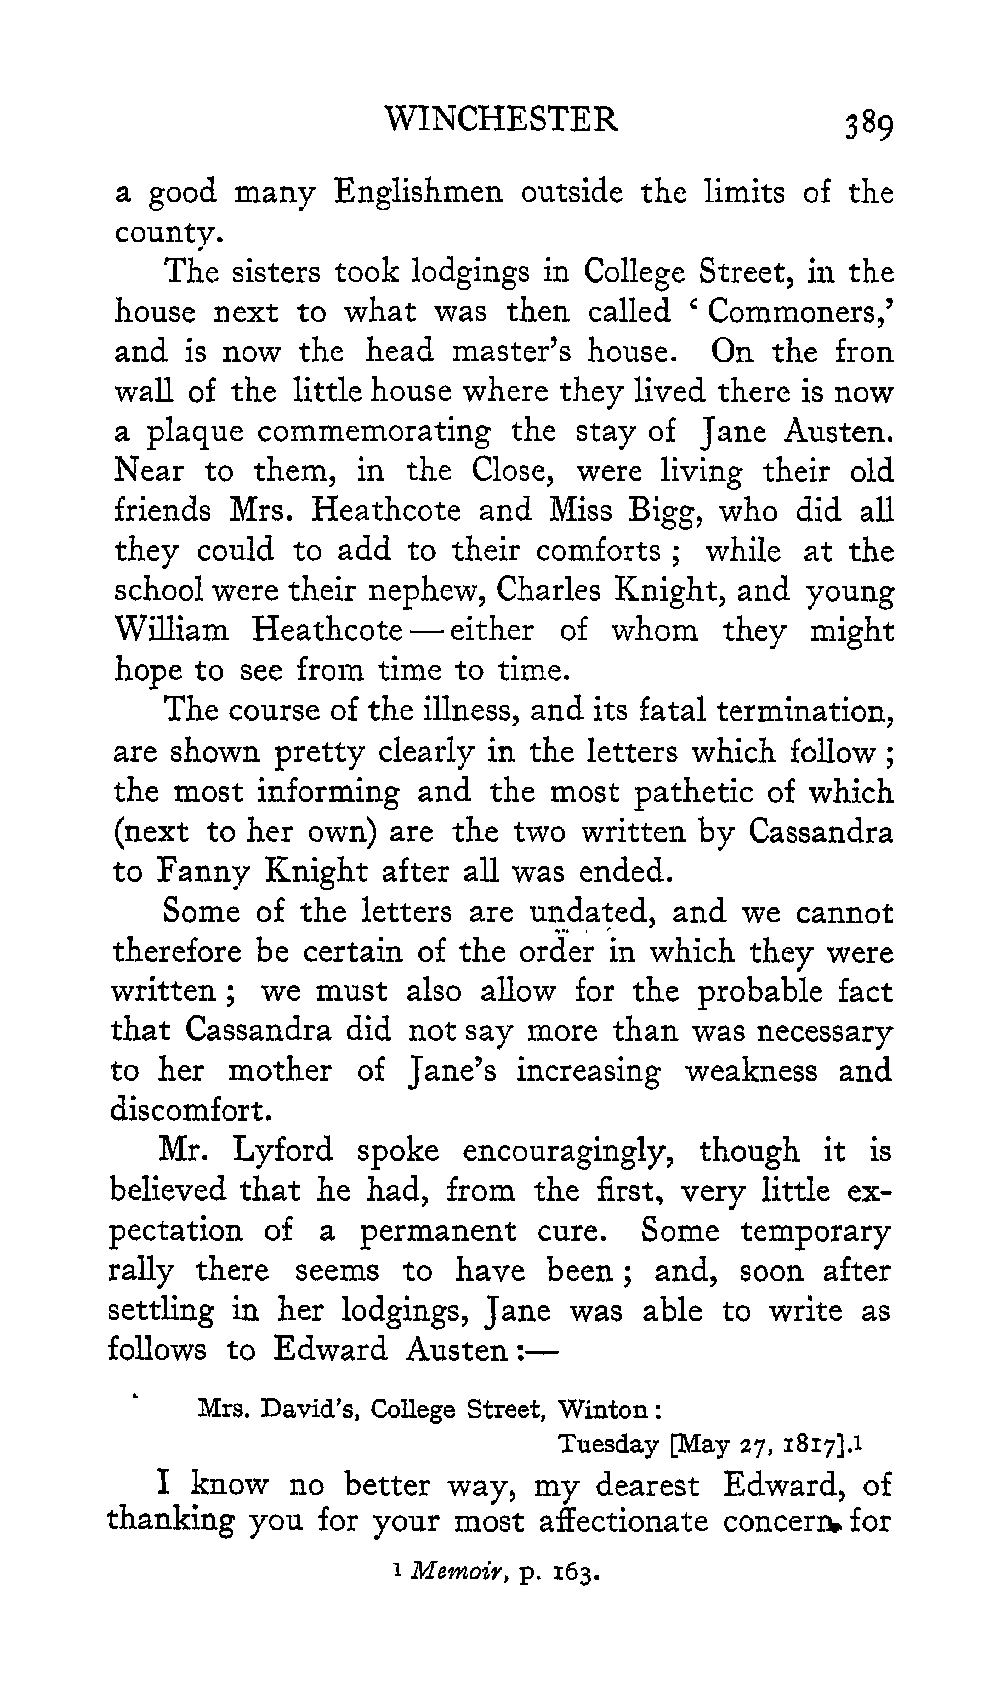 WINCHESTER 389
a good many Englishmen outside the limits of the
county.
The sisters took lodgings in College Street, in the
house next to what was then called ‘ Commoners,’
and is now the head master’s house. On the fron
wall of the little house where they lived there is now
a plaque commemorating the stay of Jane Austen.
Near to them, in the Close, were living their old
friends Mrs. Heathcote and Miss Bigg, who did all
they could to add to their comforts ; while at the
school were their nephew, Charles Knight, and young
William Heathcote — either of whom they might
hope to see from time to time.
The course of the illness, and its fatal termination,
are shown pretty clearly in the letters which follow ;
the most informing and the most pathetic of which
(next to her own) are the two written by Cassandra
to Fanny Knight after all was ended.
Some of the letters are undated, and we cannot
therefore be certain of the order in which they were
written ; we must also allow for the probable fact
that Cassandra did not say more than was necessary
to her mother of Jane’s increasing weakness and
discomfort.
Mr. Lyford spoke encouragingly, though it is
believed that he had, from the first, very little ex-
pectation of a permanent cure. Some temporary
rally there seems to have been ; and, soon after
settling in her lodgings, Jane was able to write as
follows to Edward Austen :—
Mrs. David’s, College Street, Winton :
Tuesday [May 27, 1817].1
I know no better way, my dearest Edward, of
thanking you for your most affectionate concern for
1 Memoir, p. 163.